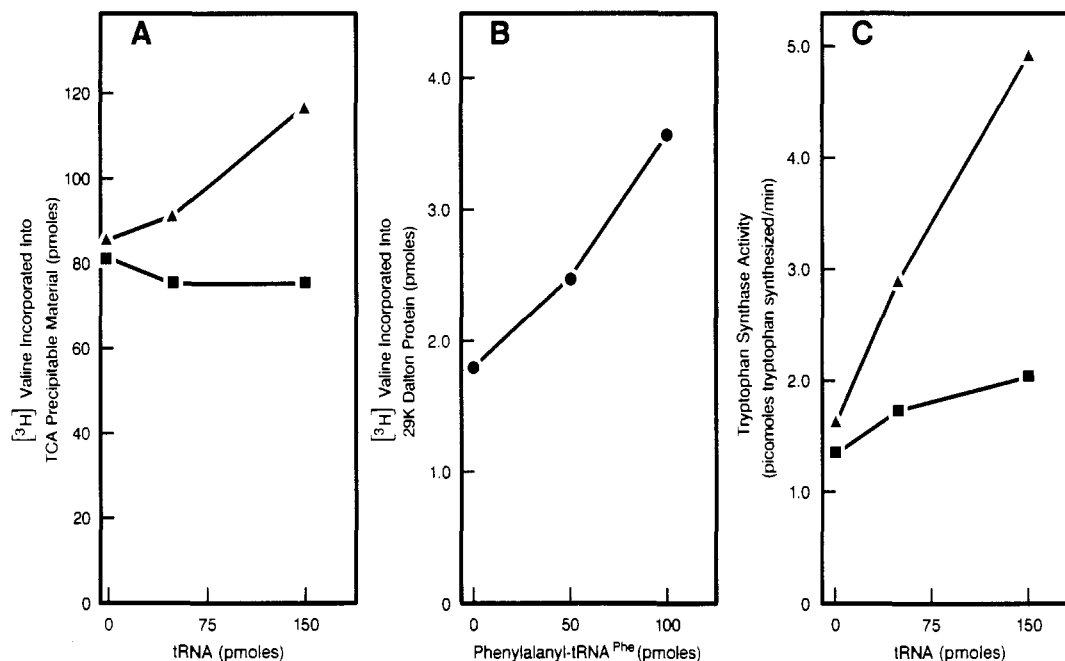 A
[³H] Valine Incorporated Into
TCA Precipitable Material (pmoles)
120
100
80
60
40
20
0
0 75 150
tRNA (pmoles)
B
[³H] Valine Incorporated Into
29K Dalton Protein (pmoles)
4.0
3.0
2.0
1.0
0
0 50 100
Phenylalanyl-tRNA Phe (pmoles)
C
Tryptophan Synthase Activity
(picomoles tryptophan synthesized/min)
5.0
4.0
3.0
2.0
1.0
0
0 75 150
tRNA (pmoles)